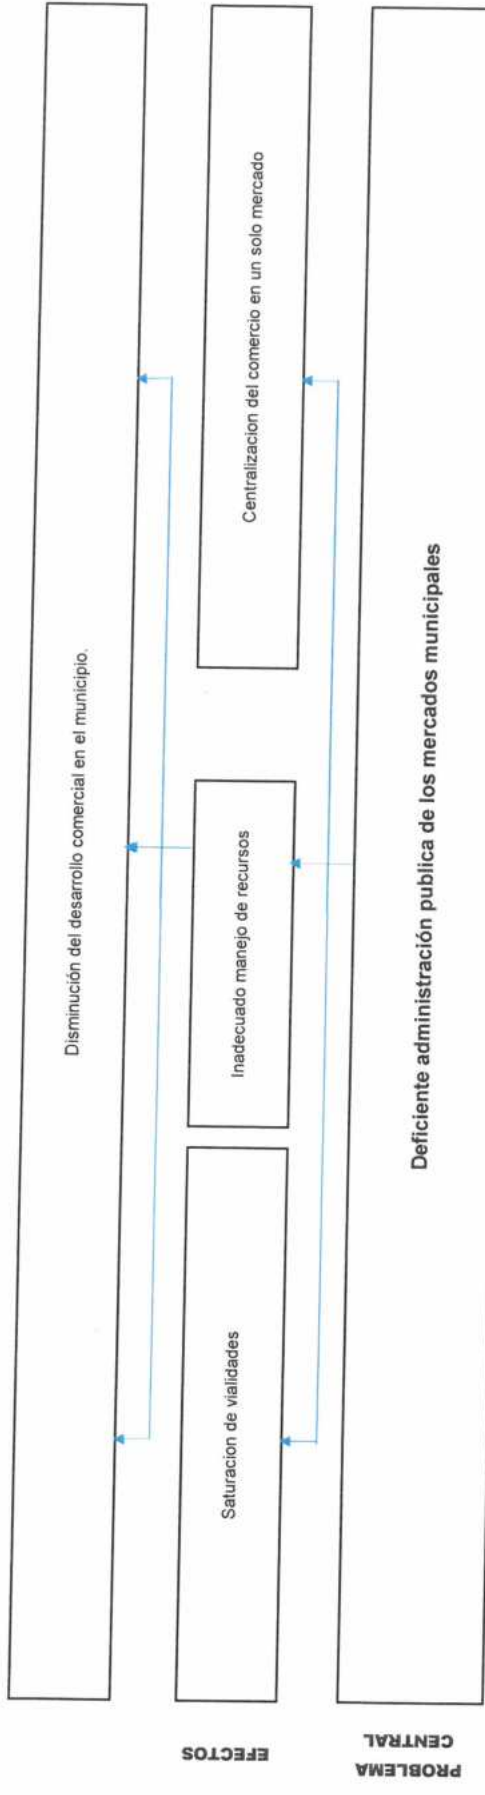 Disminución del desarrollo comercial en el municipio.
EFECTOS
Saturacion de vialidades
Inadecuado manejo de recursos
Centralizacion del comercio en un solo mercado
PROBLEMA
CENTRAL
Deficiente administración publica de los mercados municipales